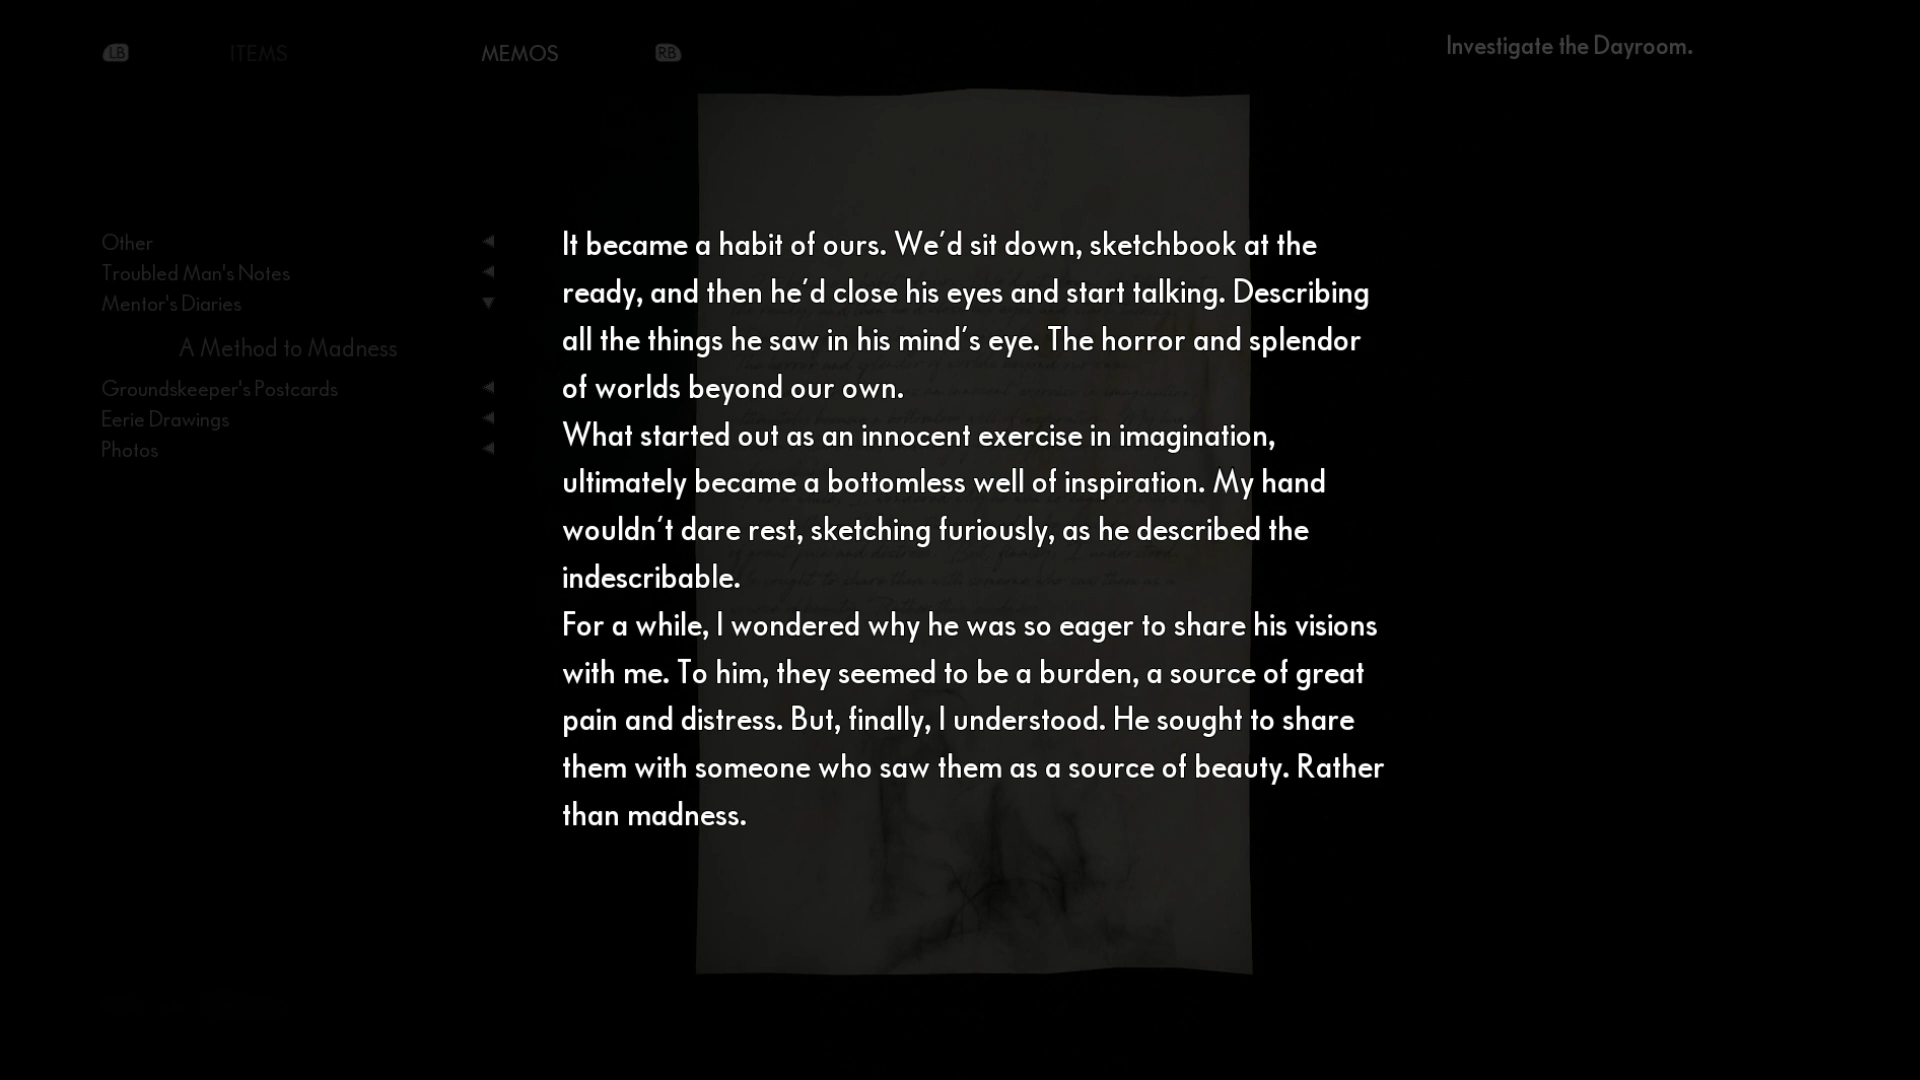 LB ITEMS MEMOS RB
Investigate the Dayroom.
Other
Troubled Man's Notes
Mentor's Diaries
A Method to Madness
Groundskeeper's Postcards
Eerie Drawings
Photos
It became a habit of ours. We'd sit down, sketchbook at the
ready, and then he'd close his eyes and start talking. Describing
all the things he saw in his mind's eye. The horror and splendor
of worlds beyond our own.
What started out as an innocent exercise in imagination,
ultimately became a bottomless well of inspiration. My hand
wouldn't dare rest, sketching furiously, as he described the
indescribable.
For a while, I wondered why he was so eager to share his visions
with me. To him, they seemed to be a burden, a source of great
pain and distress. But, finally, I understood. He sought to share
them with someone who saw them as a source of beauty. Rather
than madness.